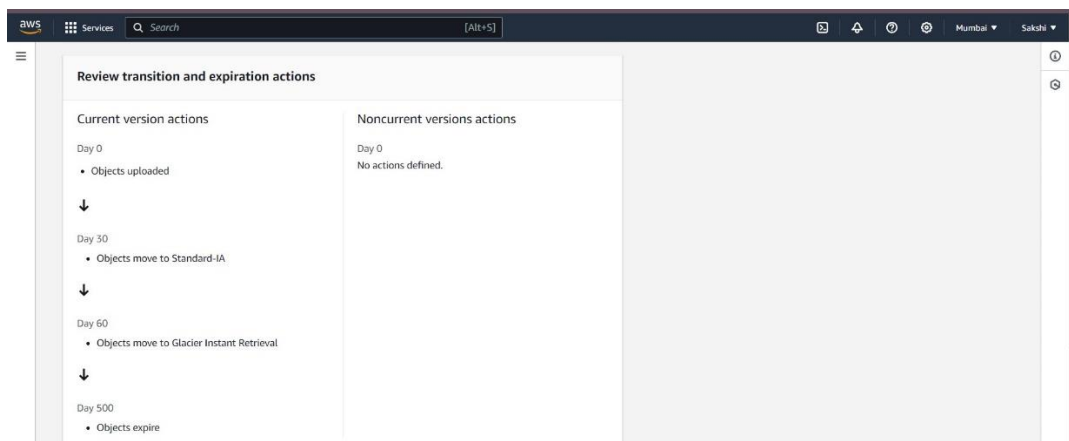 aws
Services
Search
[Alt+S]
Mumbai
Sakshi
Review transition and expiration actions
Current version actions
Day 0
• Objects uploaded
↓
Day 30
• Objects move to Standard-IA
↓
Day 60
• Objects move to Glacier Instant Retrieval
↓
Day 500
• Objects expire
Noncurrent versions actions
Day 0
No actions defined.